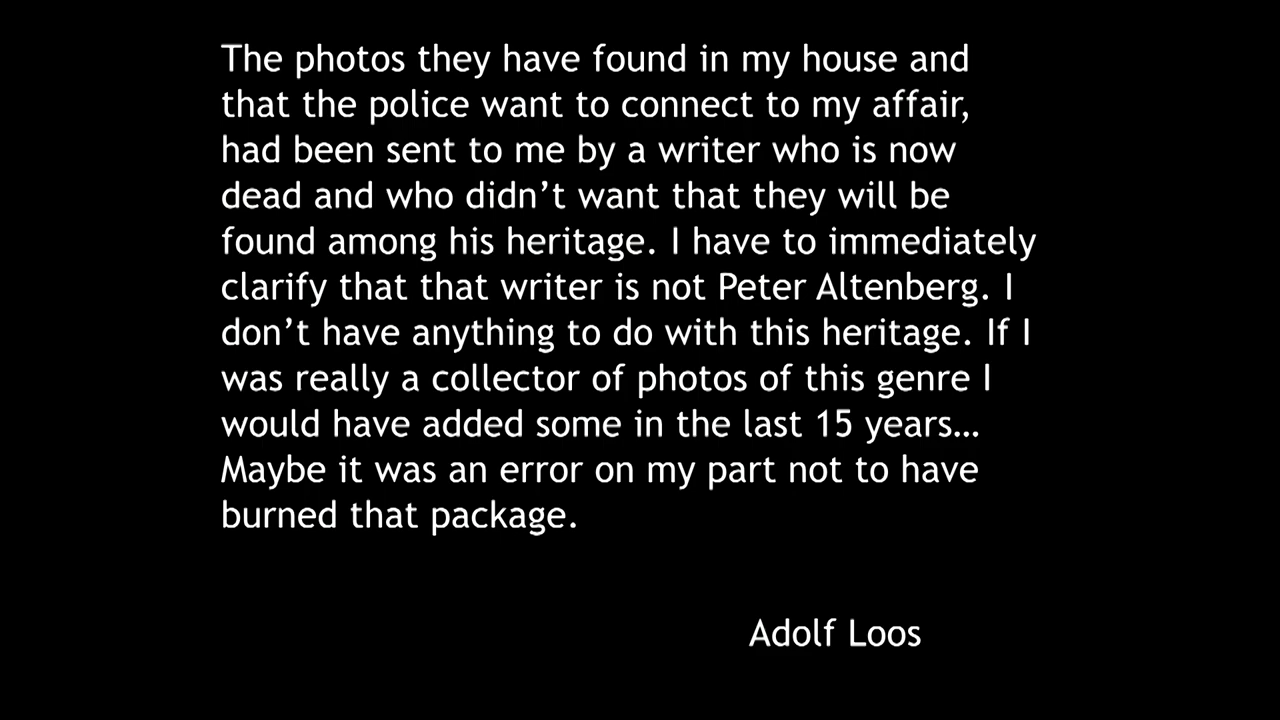 The photos they have found in my house and
that the police want to connect to my affair,
had been sent to me by a writer who is now
dead and who didn’t want that they will be
found among his heritage. I have to immediately
clarify that that writer is not Peter Altenberg. I
don’t have anything to do with this heritage. If I
was really a collector of photos of this genre I
would have added some in the last 15 years…
Maybe it was an error on my part not to have
burned that package.
Adolf Loos